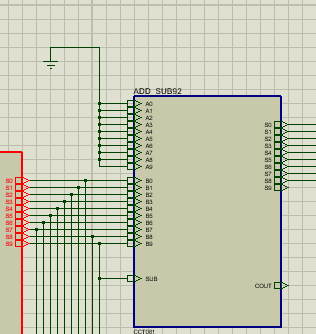 ADD_SUB92
A0
A1
A2
A3
A4
A5
A6
A7
A8
A9
S0
S1
S2
S3
S4
S5
S6
S7
S8
S9
S0
S1
S2
S3
S4
S5
S6
S7
S8
S9
B0
B1
B2
B3
B4
B5
B6
B7
B8
B9
SUB
COUT
CCT081